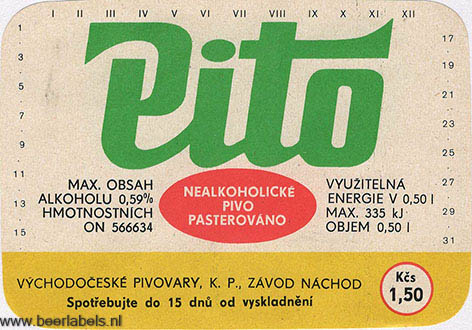 I II III IV V VI VII VIII IX X XI XII
1
3
5
7
9
11
13
15
17
19
21
23
25
27
29
31
Pito
MAX. OBSAH
ALKOHOLU 0,59%
HMOTNOSTNÍCH
ON 566634
NEALKOHOLICKÉ
PIVO
PASTEROVÁNO
VYUŽITELNÁ
ENERGIE V 0,50 l
MAX. 335 kJ
OBJEM 0,50 l
VÝCHODOČESKÉ PIVOVARY, K. P., ZÁVOD NÁCHOD
Spotřebujte do 15 dnů od vyskladnění
Kčs
1,50
www.beerlabels.nl